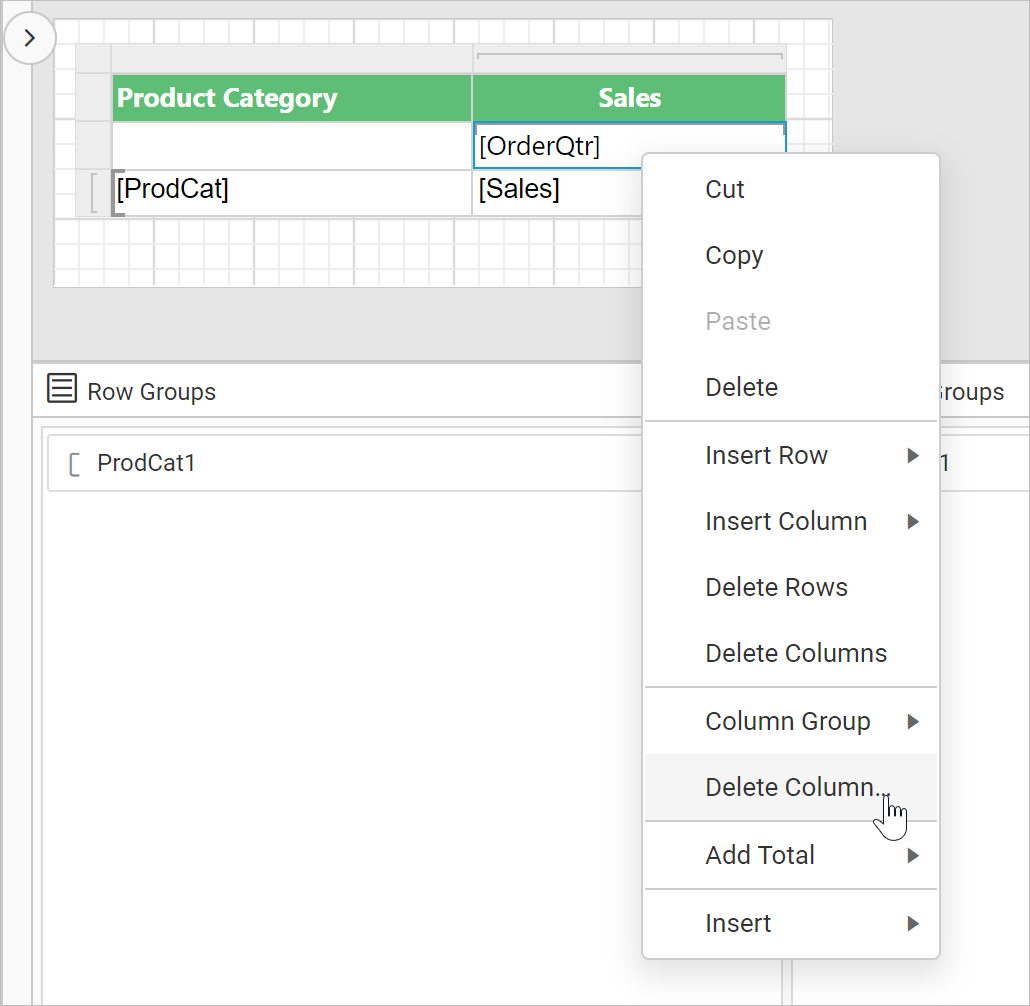 Product Category
Sales
[OrderQtr]
[ProdCat]
[Sales]
Cut
Copy
Paste
Delete
Row Groups
ProdCat1
1
Insert Row
Insert Column
Delete Rows
Delete Columns
Column Group
Delete Column...
Add Total
Insert